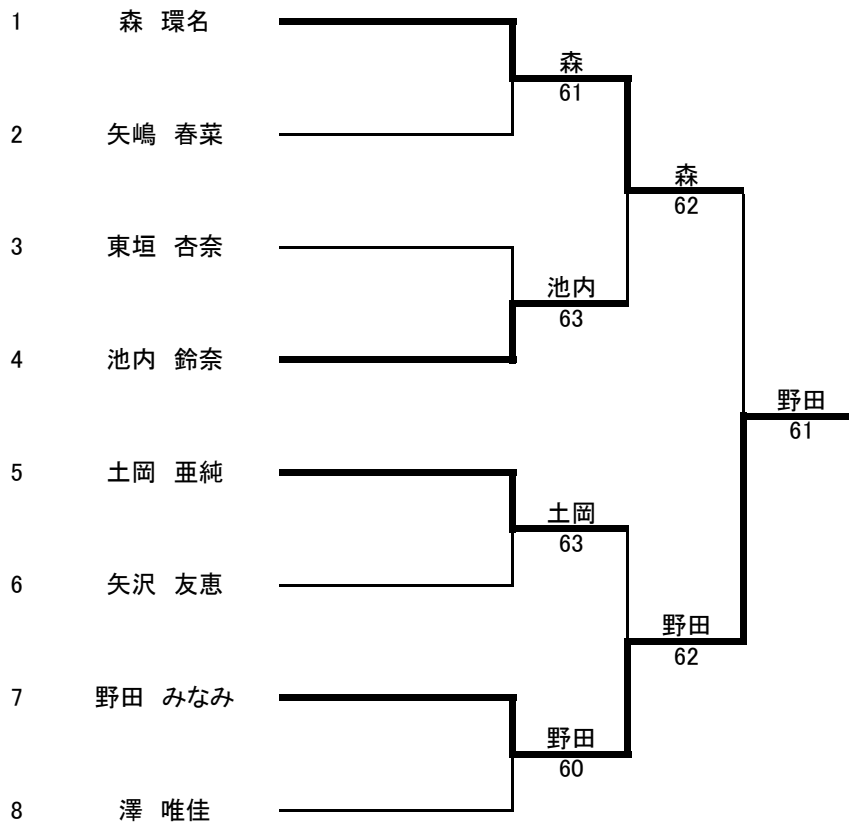 1 森 環名
森
61
2 矢嶋 春菜
森
62
3 東垣 杏奈
池内
63
4 池内 鈴奈
野田
61
5 土岡 亜純
土岡
63
6 矢沢 友恵
野田
62
7 野田 みなみ
野田
60
8 澤 唯佳